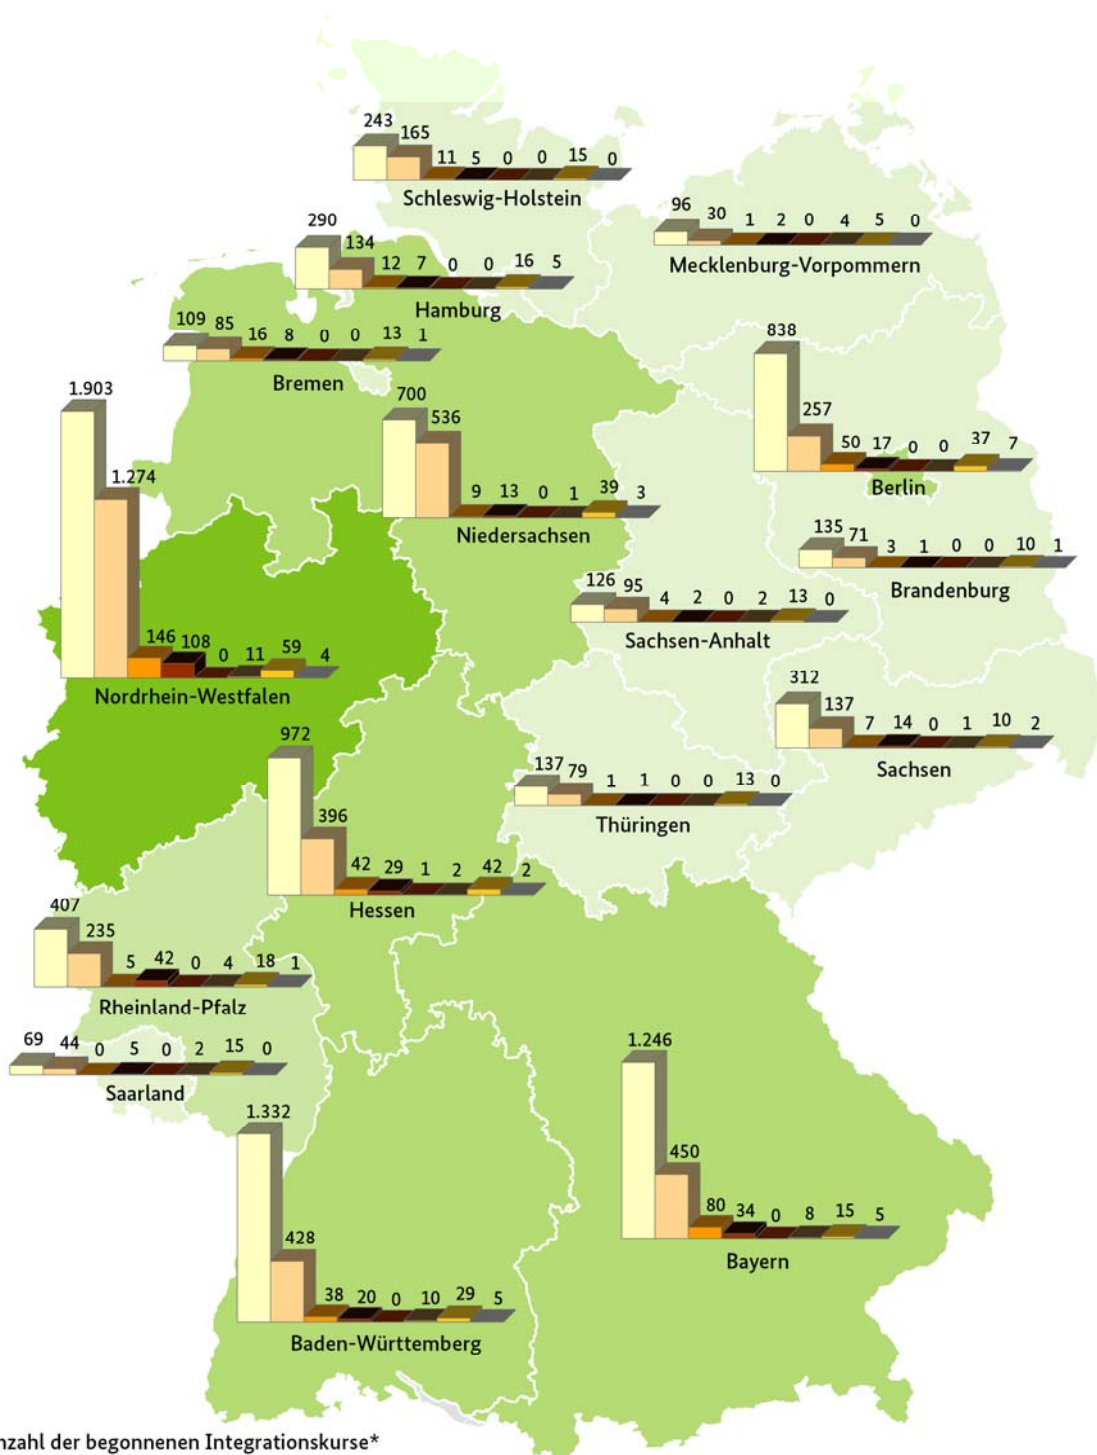 243 165 11 5 0 0 15 0
Schleswig-Holstein
96 30 1 2 0 4 5 0
Mecklenburg-Vorpommern
290 134 12 7 0 0 16 5
Hamburg
109 85 16 8 0 0 13 1
Bremen
838 257 50 17 0 0 37 7
Berlin
1.903 1.274 146 108 0 11 59 4
Nordrhein-Westfalen
700 536 9 13 0 1 39 3
Niedersachsen
135 71 3 1 0 0 10 1
Brandenburg
126 95 4 2 0 2 13 0
Sachsen-Anhalt
312 137 7 14 0 1 10 2
Sachsen
972 396 42 29 1 2 42 2
Hessen
137 79 1 1 0 0 13 0
Thüringen
407 235 5 42 0 4 18 1
Rheinland-Pfalz
69 44 0 5 0 2 15 0
Saarland
1.246 450 80 34 0 8 15 5
Bayern
1.332 428 38 20 0 10 29 5
Baden-Württemberg
nzahl der begonnenen Integrationskurse*